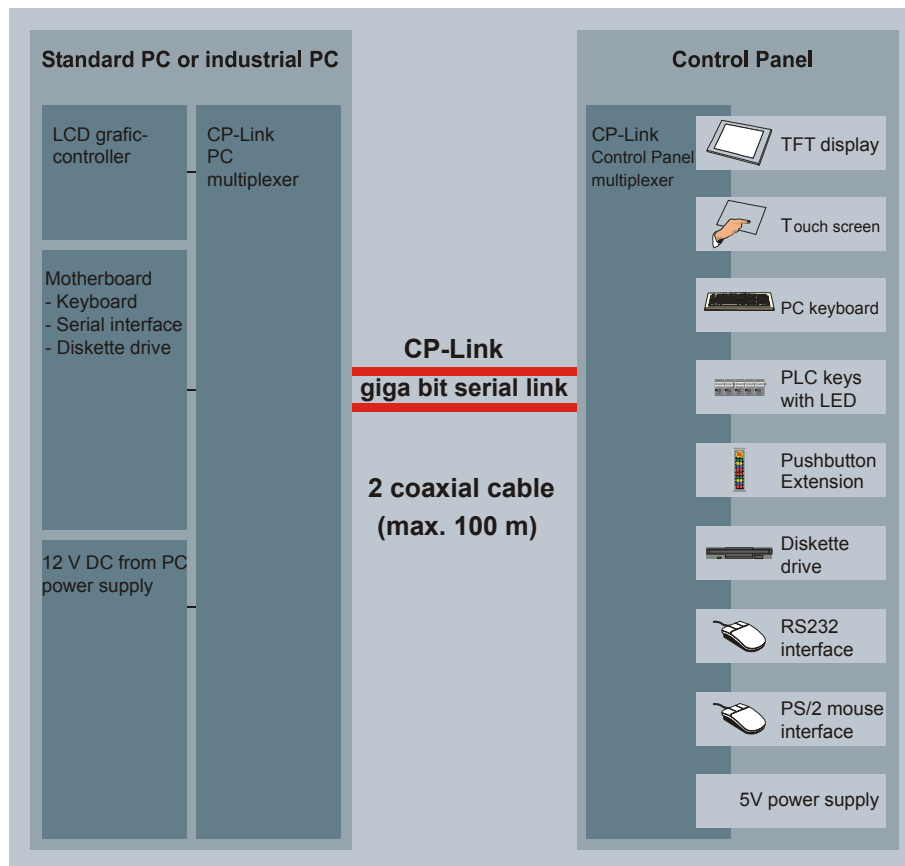 Standard PC or industrial PC
LCD grafic-
controller
CP-Link
PC
multiplexer
Motherboard
- Keyboard
- Serial interface
- Diskette drive
12 V DC from PC
power supply
CP-Link
giga bit serial link
2 coaxial cable
(max. 100 m)
Control Panel
CP-Link
Control Panel
multiplexer
TFT display
Touch screen
PC keyboard
PLC keys
with LED
Pushbutton
Extension
Diskette
drive
RS232
interface
PS/2 mouse
interface
5V power supply